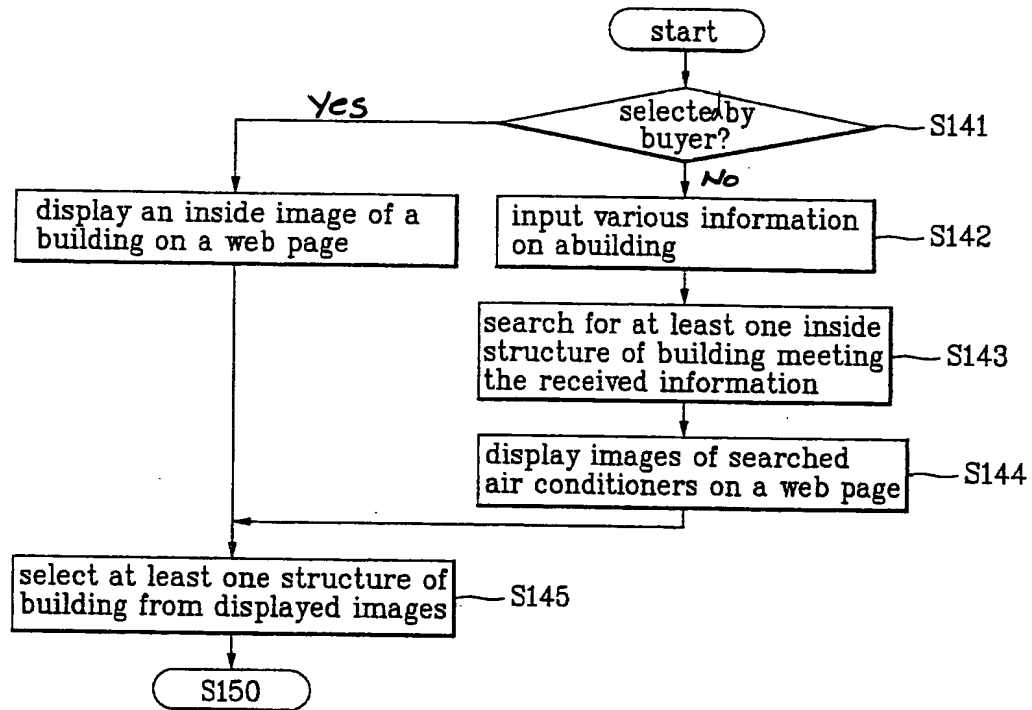 start
Yes
selected by
buyer?
S141
No
display an inside image of a
building on a web page
input various information
on abuilding
S142
search for at least one inside
structure of building meeting
the received information
S143
display images of searched
air conditioners on a web page
S144
select at least one structure of
building from displayed images
S145
S150